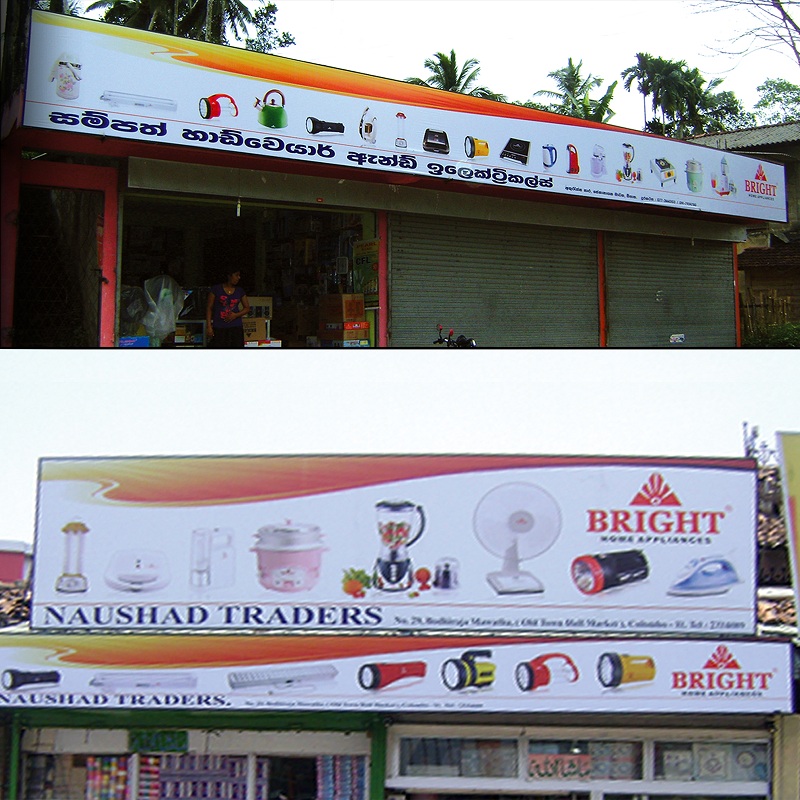 සම්පත් හාඩ්වෙයාර් ඇන්ඩ් ඉලෙක්ට්‍රිකල්ස්
BRIGHT
HOME APPLIANCES
BRIGHT
HOME APPLIANCES
NAUSHAD TRADERS No. 29, Bodhiraja Mawatha, ( Old Town Hall Market ), Colombo - 11. Tel : 2334689
BRIGHT
HOME APPLIANCES
NAUSHAD TRADERS.